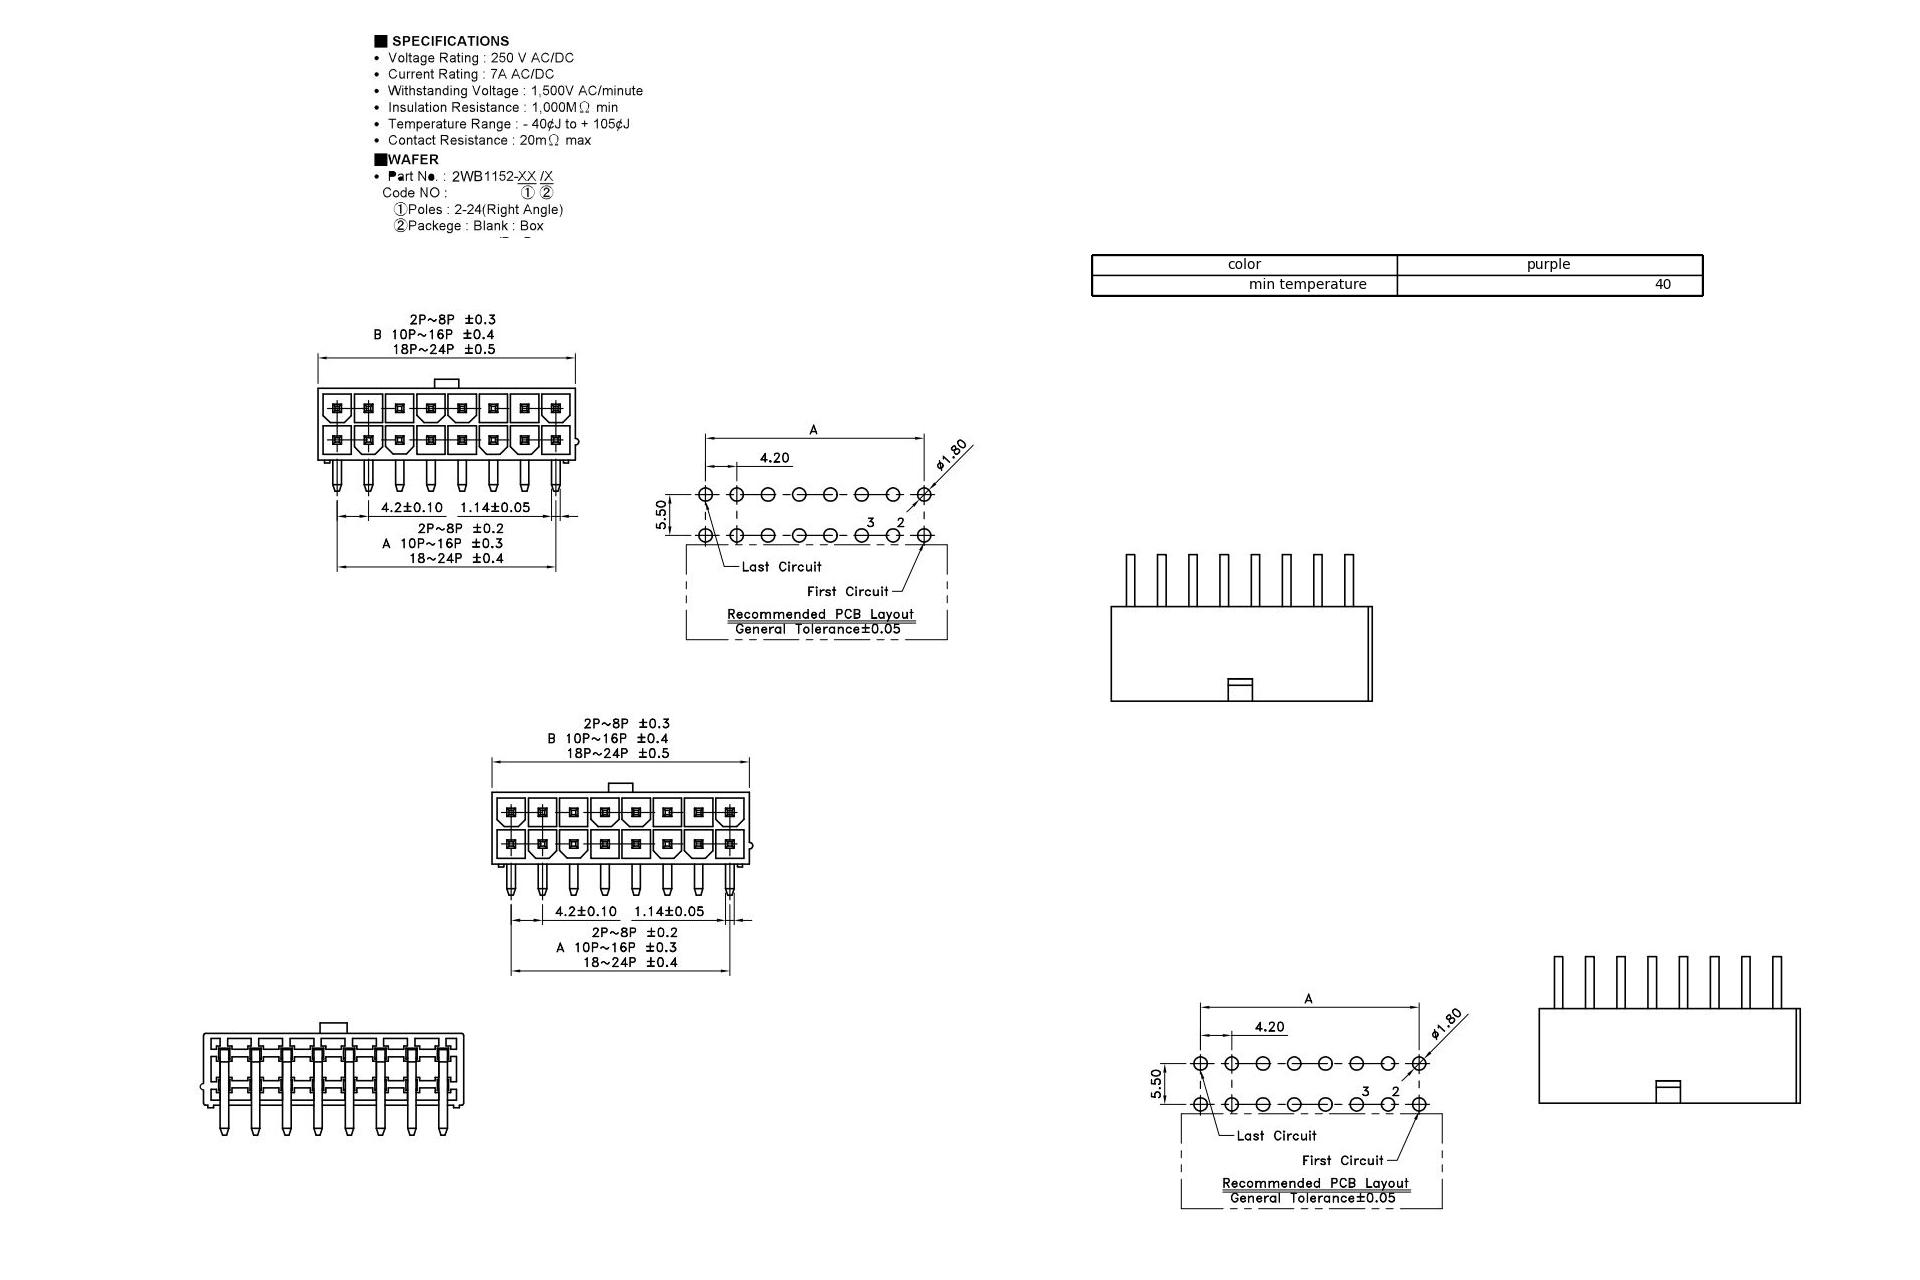 ■ SPECIFICATIONS
• Voltage Rating : 250 V AC/DC
• Current Rating : 7A AC/DC
• Withstanding Voltage : 1,500V AC/minute
• Insulation Resistance : 1,000MΩ min
• Temperature Range : - 40¢J to + 105¢J
• Contact Resistance : 20mΩ max
■WAFER
• Part No. : 2WB1152-XX /X
Code NO : ① ②
①Poles : 2-24(Right Angle)
②Packege : Blank : Box
color purple
min temperature 40
2P~8P ±0.3
B 10P~16P ±0.4
18P~24P ±0.5
4.2±0.10 1.14±0.05
2P~8P ±0.2
A 10P~16P ±0.3
18~24P ±0.4
A
4.20
ø1.80
5.50
3 2
Last Circuit
First Circuit
Recommended PCB Layout
General Tolerance±0.05
2P~8P ±0.3
B 10P~16P ±0.4
18P~24P ±0.5
4.2±0.10 1.14±0.05
2P~8P ±0.2
A 10P~16P ±0.3
18~24P ±0.4
A
4.20
ø1.80
5.50
3 2
Last Circuit
First Circuit
Recommended PCB Layout
General Tolerance±0.05